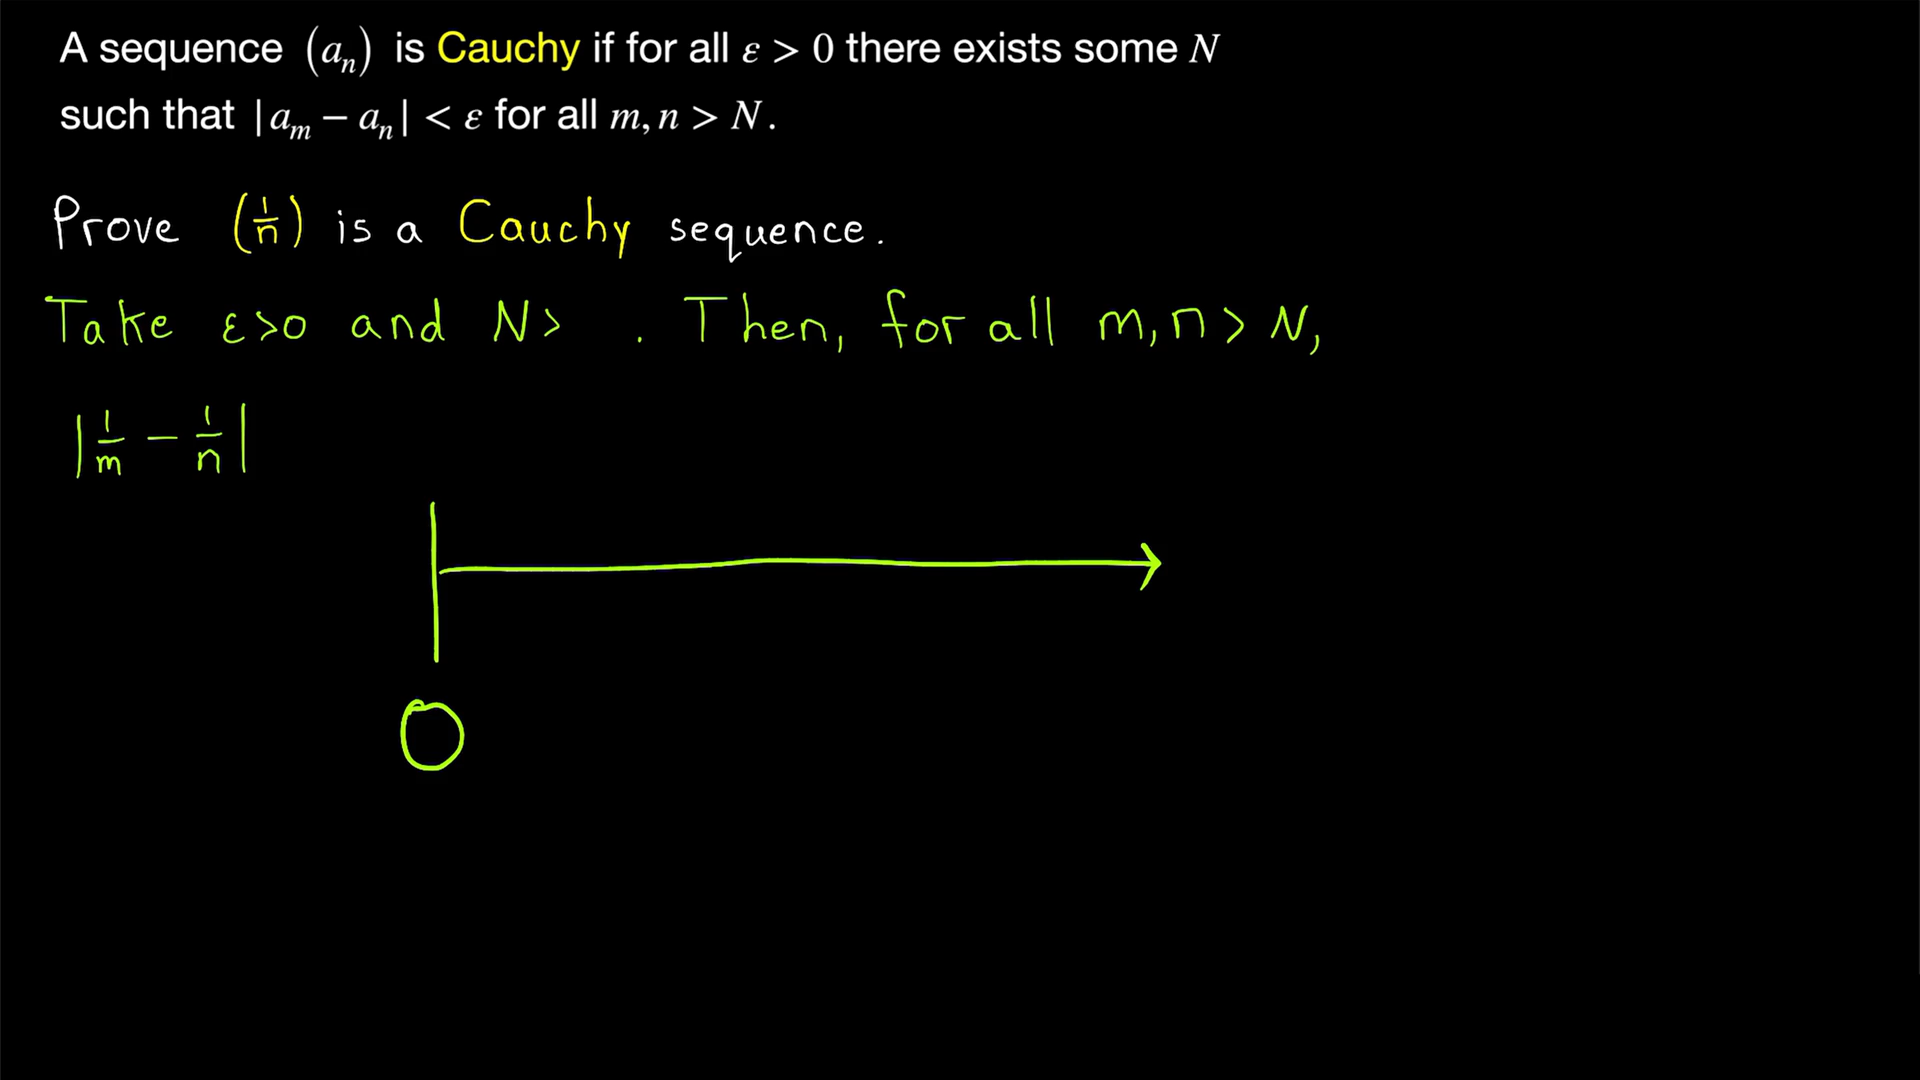 A sequence (aₙ) is Cauchy if for all ε > 0 there exists some N
such that |aₘ − aₙ| < ε for all m, n > N.
Prove (1/n) is a Cauchy sequence.
Take ε>0 and N> . Then, for all m,n > N,
|1/m − 1/n|
0